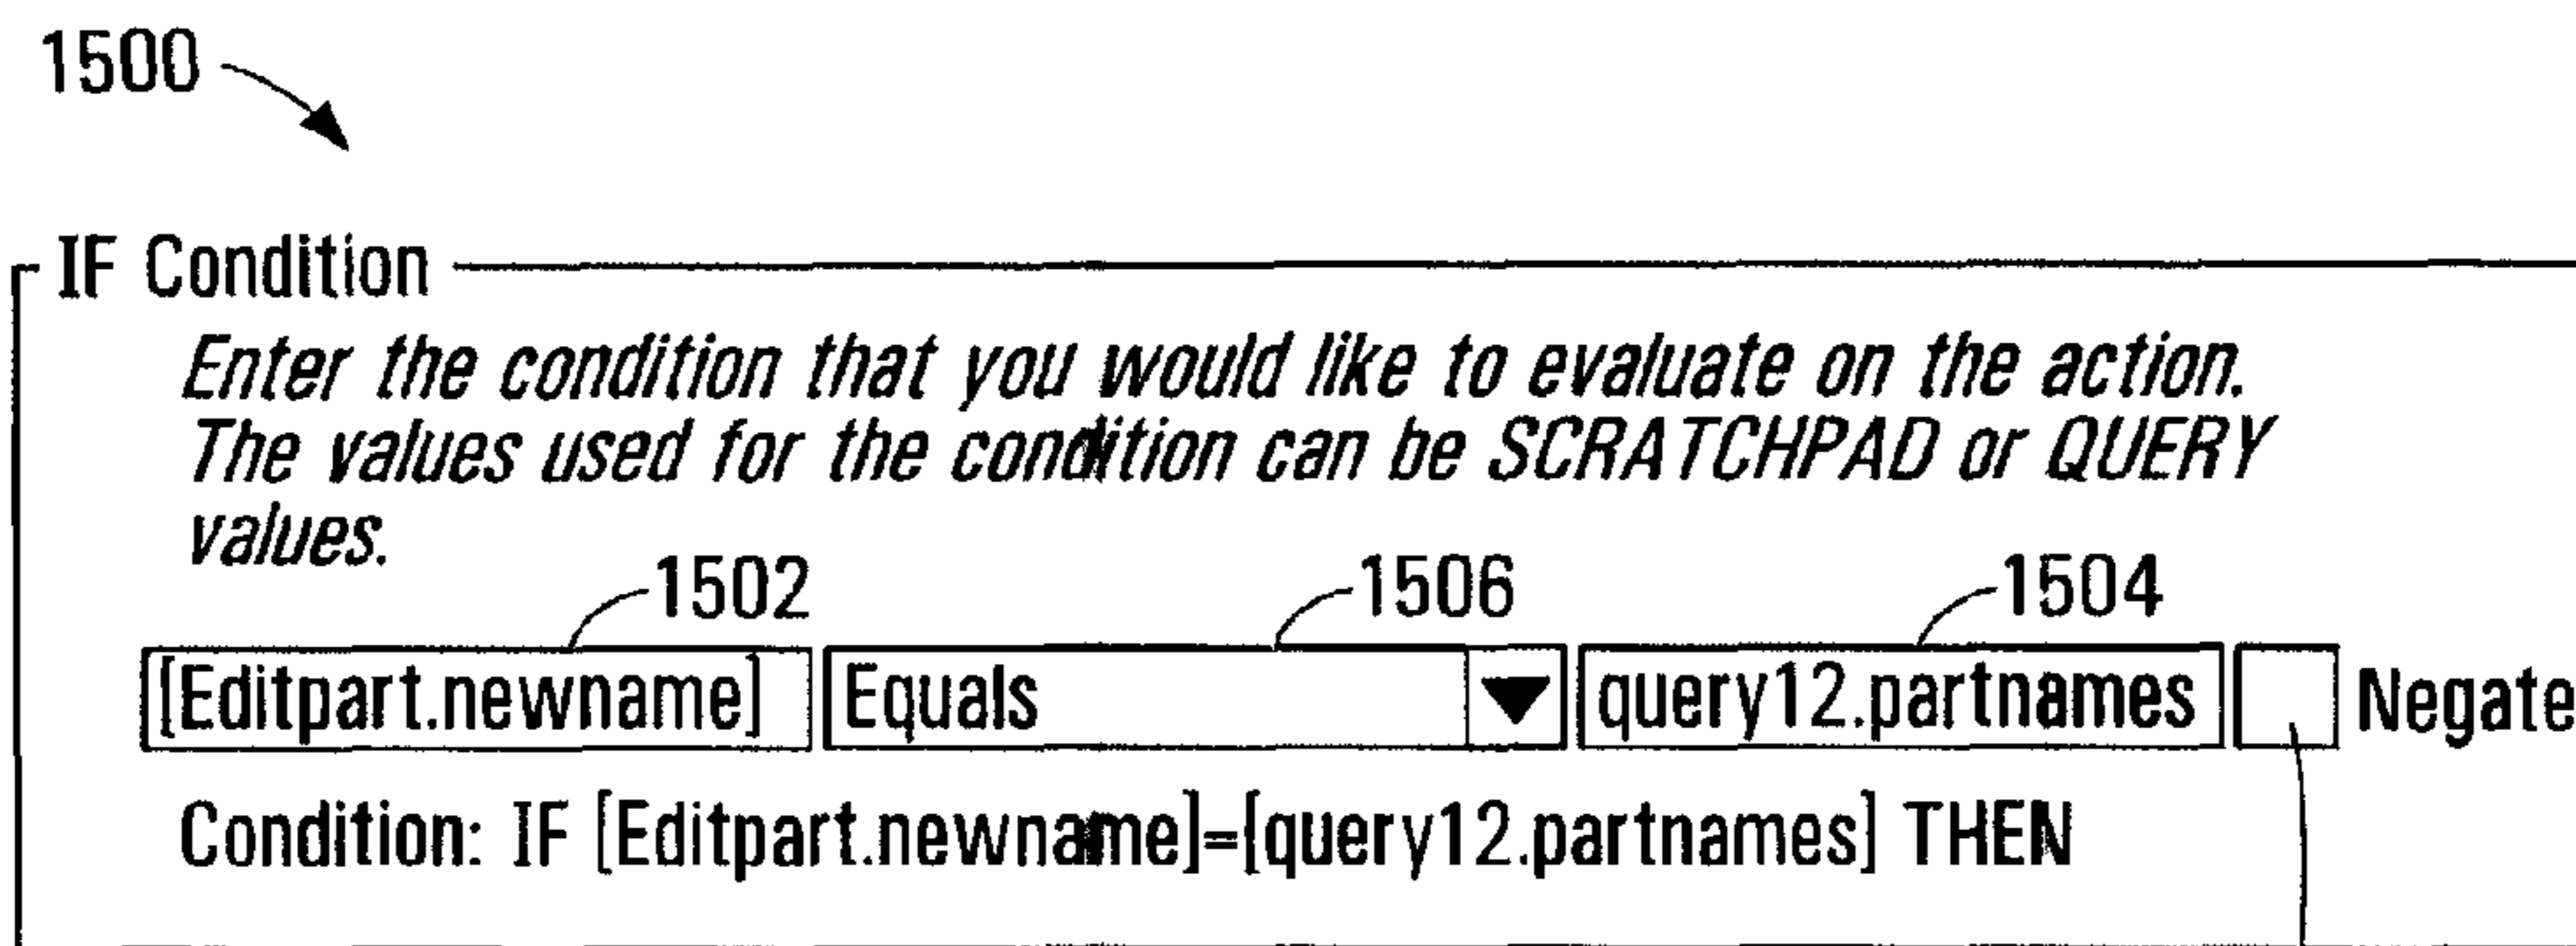 1500
IF Condition
Enter the condition that you would like to evaluate on the action.
The values used for the condition can be SCRATCHPAD or QUERY
values.
1502 1506 1504
[Editpart.newname] Equals query12.partnames Negate
Condition: IF [Editpart.newname]=[query12.partnames] THEN